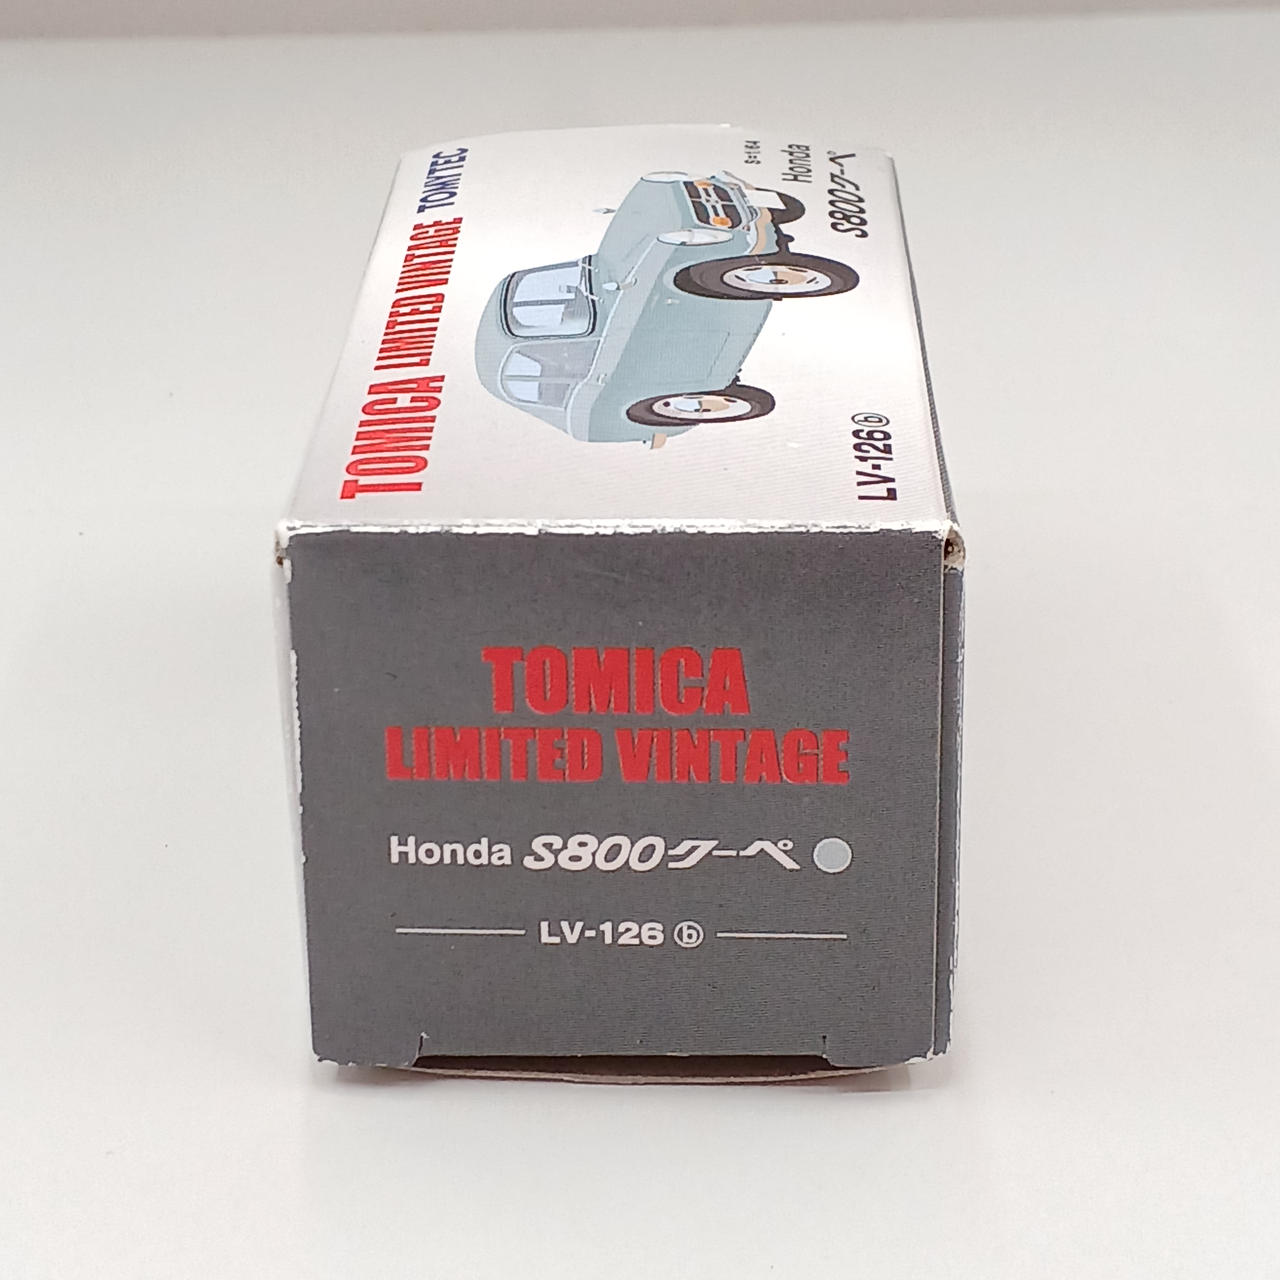 TOMICA LIMITED VINTAGE TOMYTEC
S=1:64
Honda
S800クーペ
LV-126ⓑ
TOMICA
LIMITED VINTAGE
Honda S800クーペ
LV-126 ⓑ